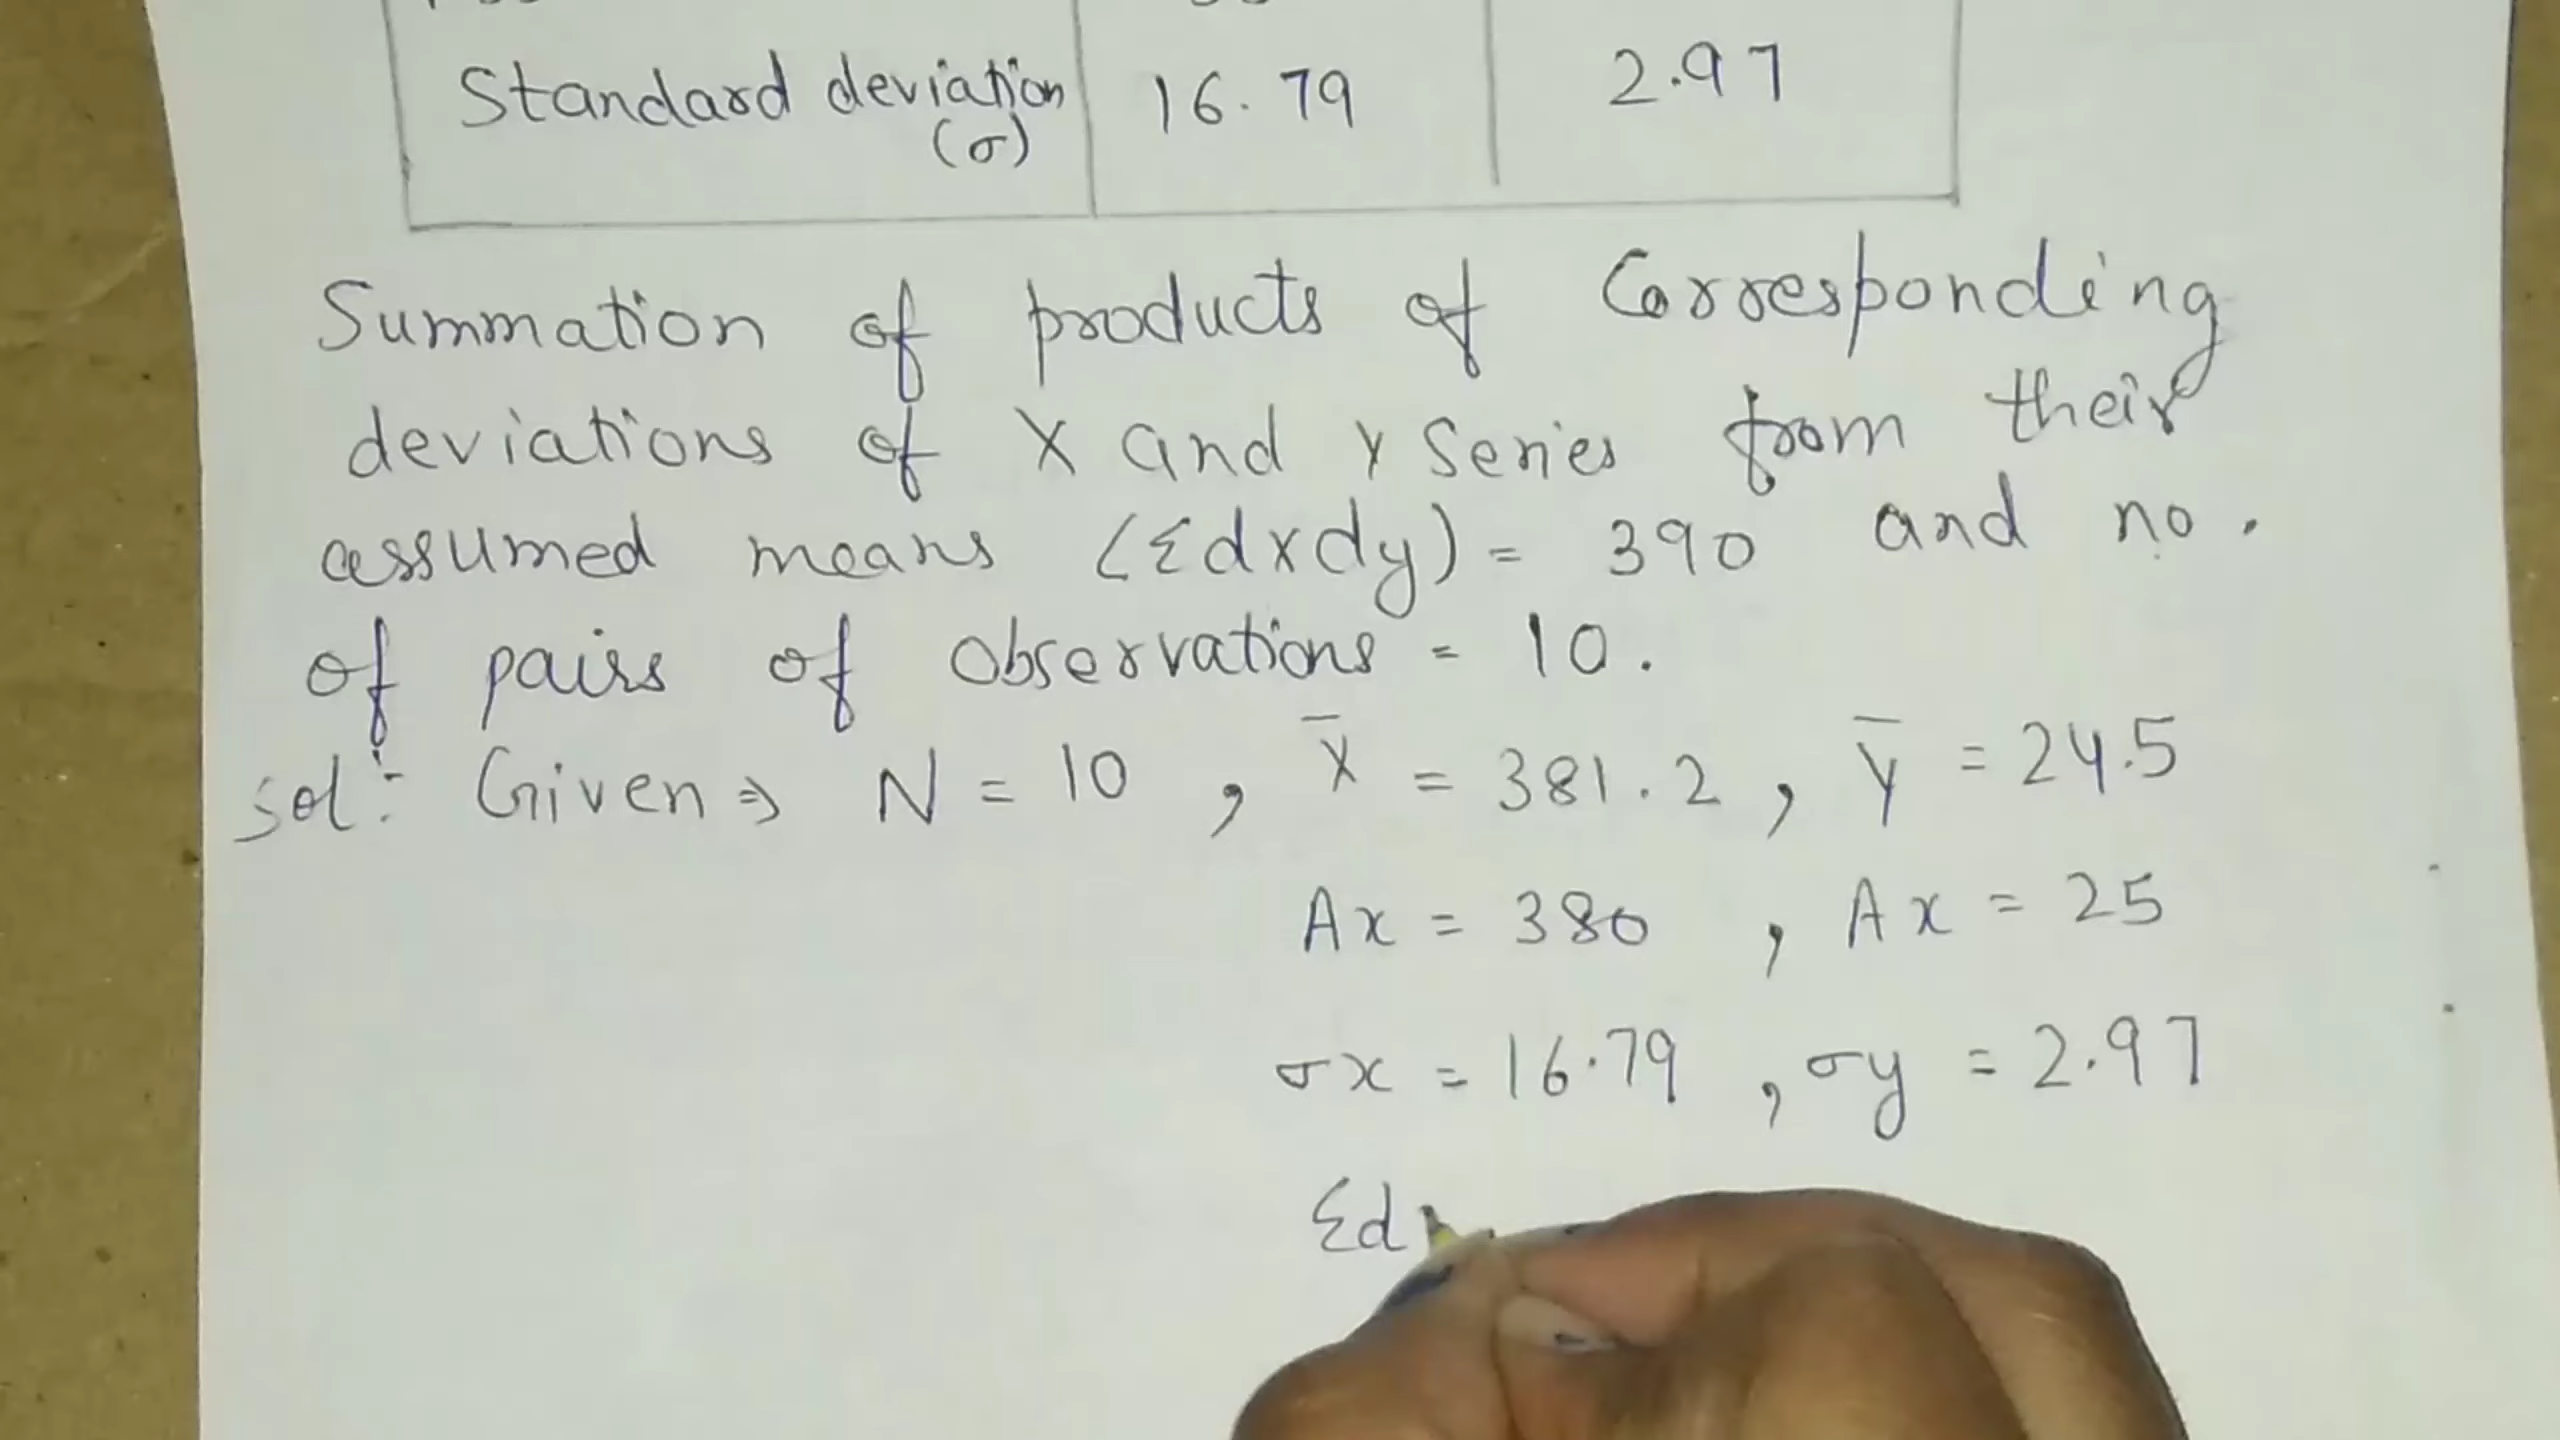 Standard deviation 16.79 2.97
(σ)
Summation of products of Corresponding
deviations of X and Y Series from their
assumed means (Σdxdy) = 390 and no.
of pairs of observations = 10.
Sol:- Given ⇒ N = 10 , X̅ = 381.2 , Y̅ = 24.5
Ax = 380 , Ax = 25
σx = 16.79 , σy = 2.97
Σd